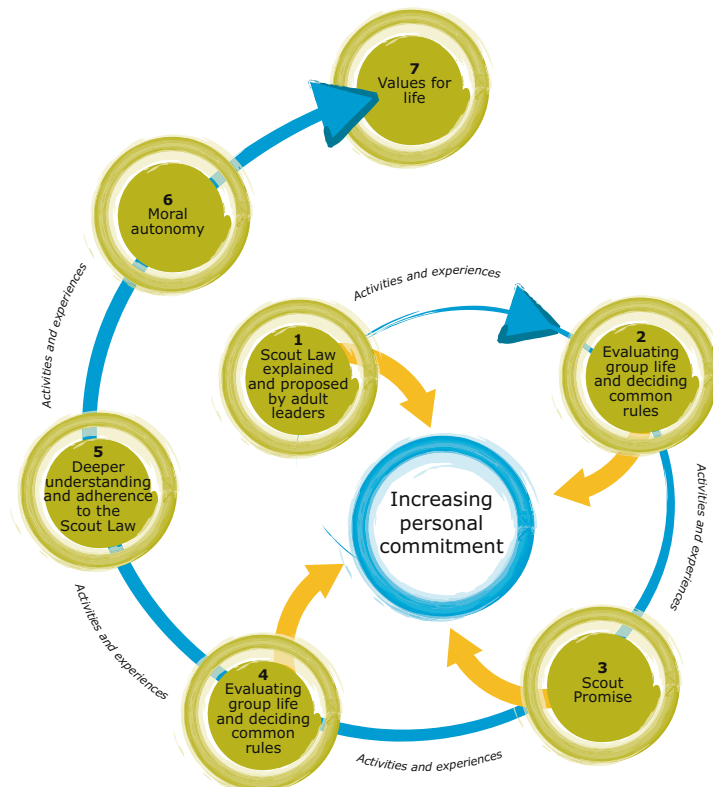 7
Values for
life
6
Moral
autonomy
Activities and experiences
Activities and experiences
1
Scout Law
explained
and proposed
by adult
leaders
2
Evaluating
group life
and deciding
common
rules
5
Deeper
understanding
and adherence
to the
Scout Law
Increasing
personal
commitment
Activities and experiences
Activities and experiences
4
Evaluating
group life
and deciding
common
rules
3
Scout
Promise
Activities and experiences